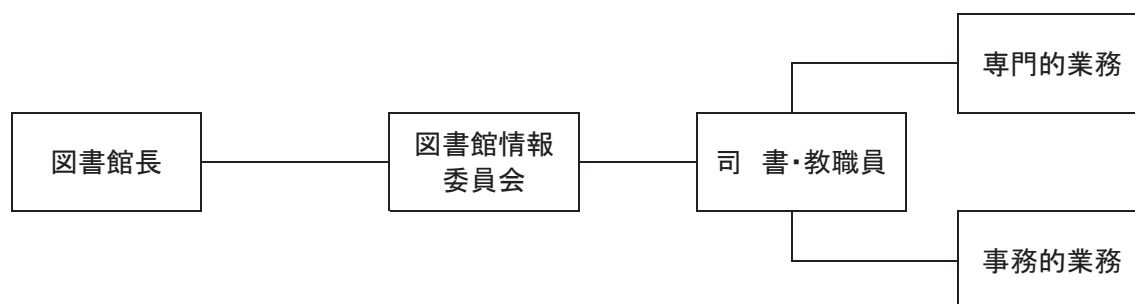 専門的業務
図書館長
図書館情報
委員会
司　書・教職員
事務的業務